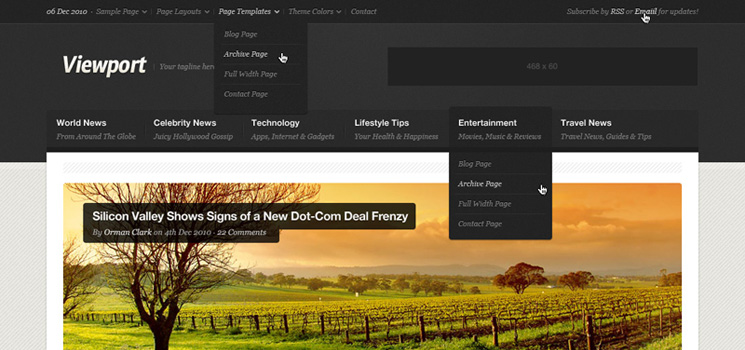 06 Dec 2010 · Sample Page Page Layouts Page Templates Theme Colors Contact Subscribe by RSS or Email for updates!
Blog Page
Archive Page
Full Width Page
Contact Page
Viewport Your tagline here
468 x 60
World News Celebrity News Technology Lifestyle Tips Entertainment Travel News
From Around The Globe Juicy Hollywood Gossip Apps, Internet & Gadgets Your Health & Happiness Movies, Music & Reviews Travel News, Guides & Tips
Blog Page
Archive Page
Full Width Page
Contact Page
Silicon Valley Shows Signs of a New Dot-Com Deal Frenzy
By Orman Clark on 4th Dec 2010 · 22 Comments